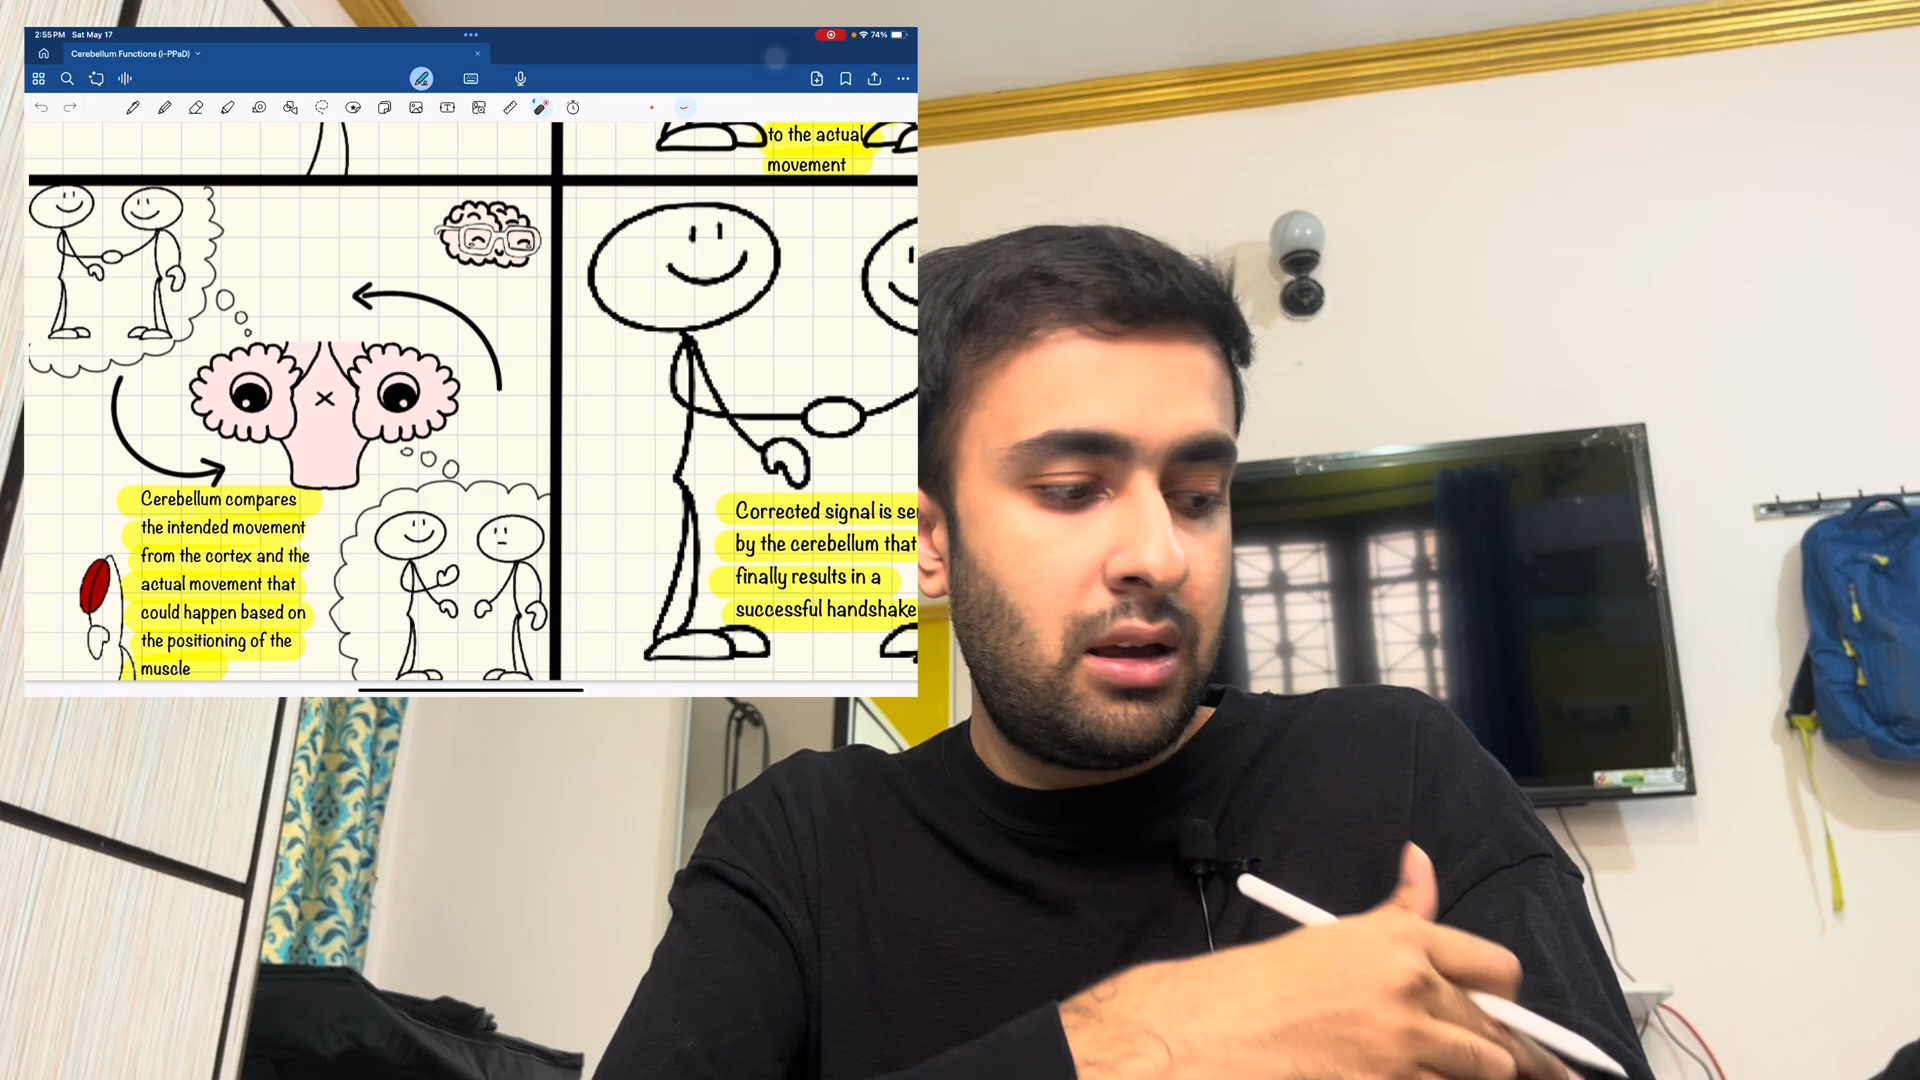 2:55 PM Sat May 17
74%
Cerebellum Functions (i-PPaD)
to the actual
movement
Cerebellum compares
the intended movement
from the cortex and the
actual movement that
could happen based on
the positioning of the
muscle
Corrected signal is se
by the cerebellum that
finally results in a
successful handshake